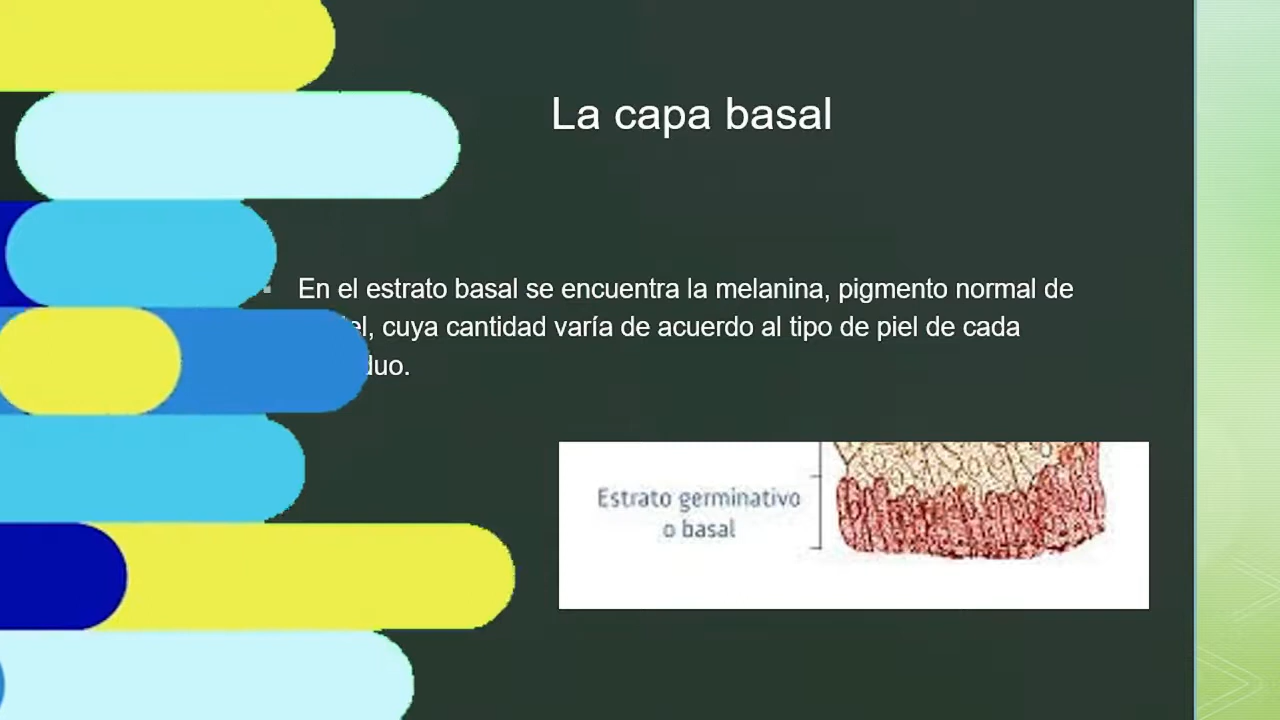 La capa basal
En el estrato basal se encuentra la melanina, pigmento normal de
cuya cantidad varía de acuerdo al tipo de piel de cada
Estrato germinativo
o basal